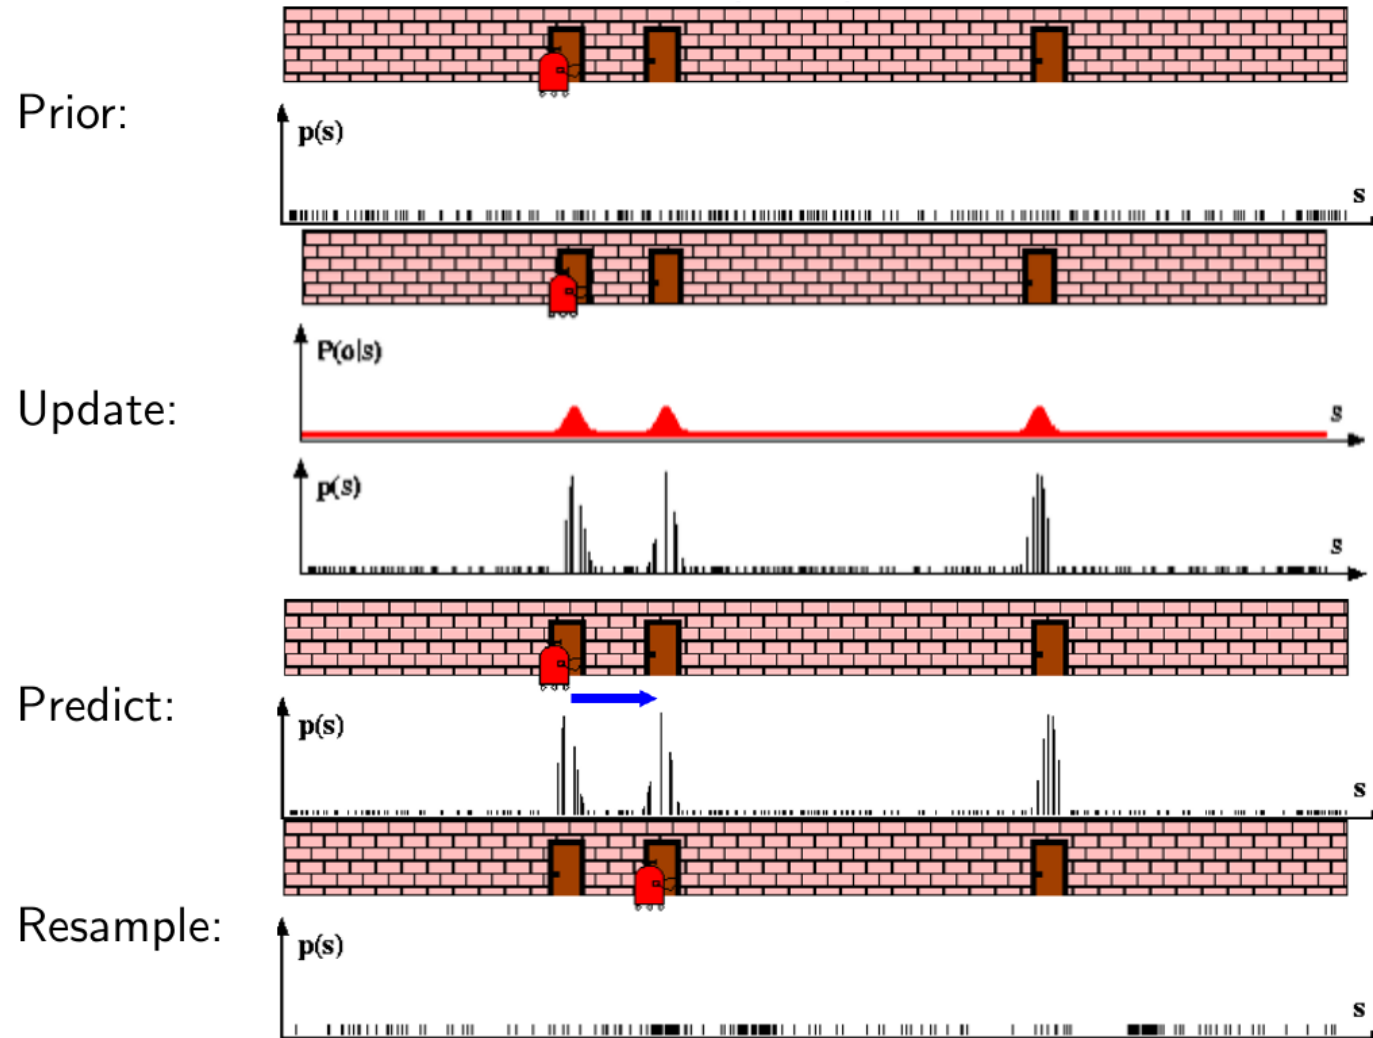 Prior:
p(s)
s
Update:
P(o|s)
s
p(s)
s
Predict:
p(s)
s
Resample:
p(s)
s